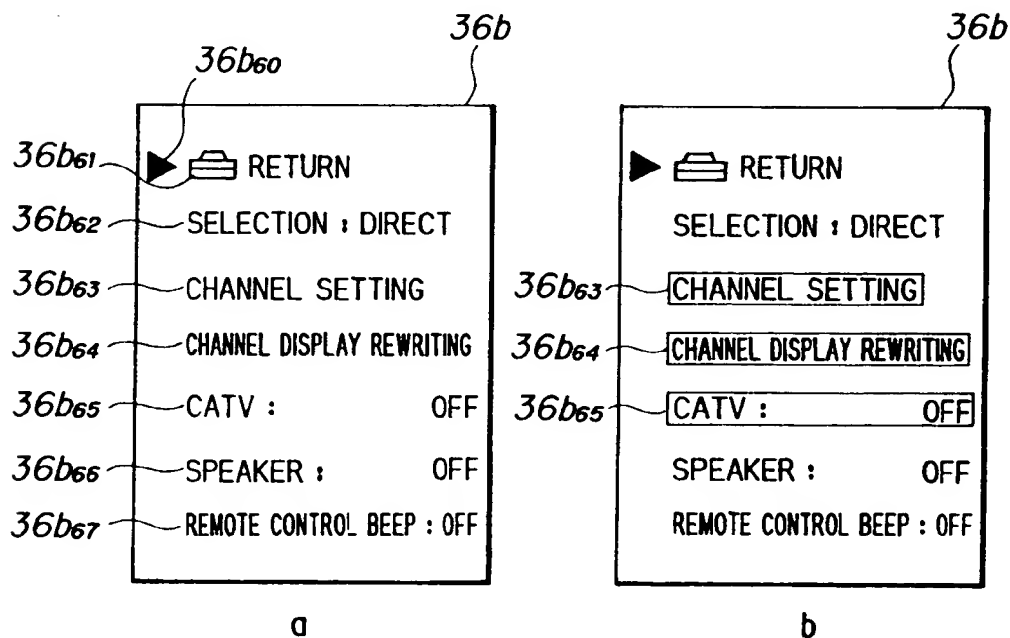 36b
36b60
36b61 ▶ RETURN
36b62 SELECTION : DIRECT
36b63 CHANNEL SETTING
36b64 CHANNEL DISPLAY REWRITING
36b65 CATV : OFF
36b66 SPEAKER : OFF
36b67 REMOTE CONTROL BEEP : OFF
a
36b
▶ RETURN
SELECTION : DIRECT
36b63 CHANNEL SETTING
36b64 CHANNEL DISPLAY REWRITING
36b65 CATV : OFF
SPEAKER : OFF
REMOTE CONTROL BEEP : OFF
b